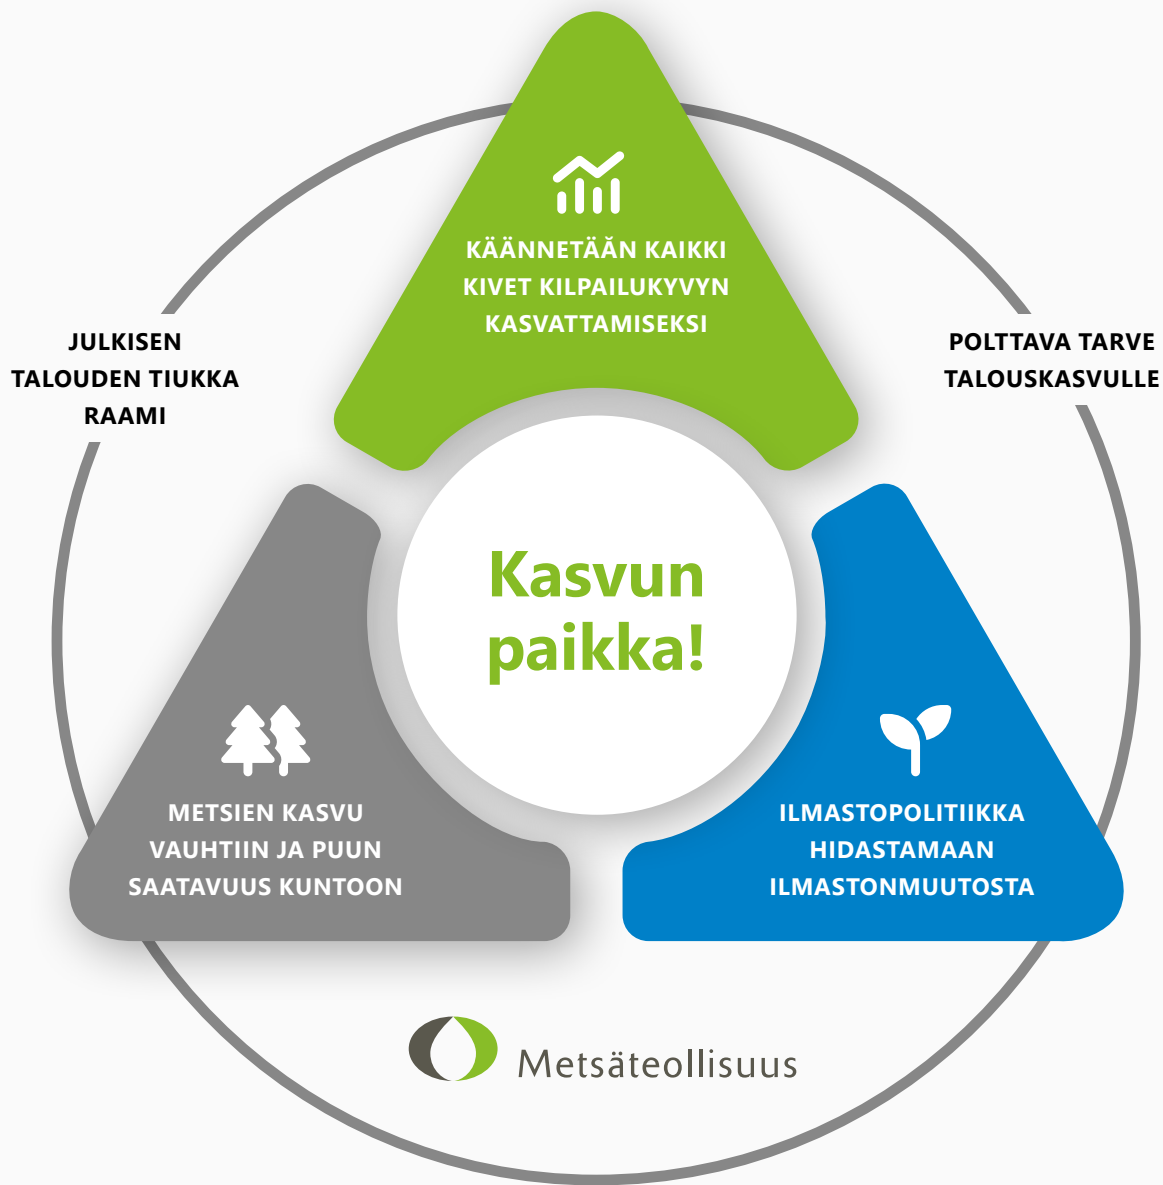 KÄÄNNETÄÄN KAIKKI
KIVET KILPAILUKYVYN
KASVATTAMISEKSI
JULKISEN
TALOUDEN TIUKKA
RAAMI
POLTTAVA TARVE
TALOUSKASVULLE
Kasvun
paikka!
METSIEN KASVU
VAUHTIIN JA PUUN
SAATAVUUS KUNTOON
ILMASTOPOLITIIKKA
HIDASTAMAAN
ILMASTONMUUTOSTA
Metsäteollisuus